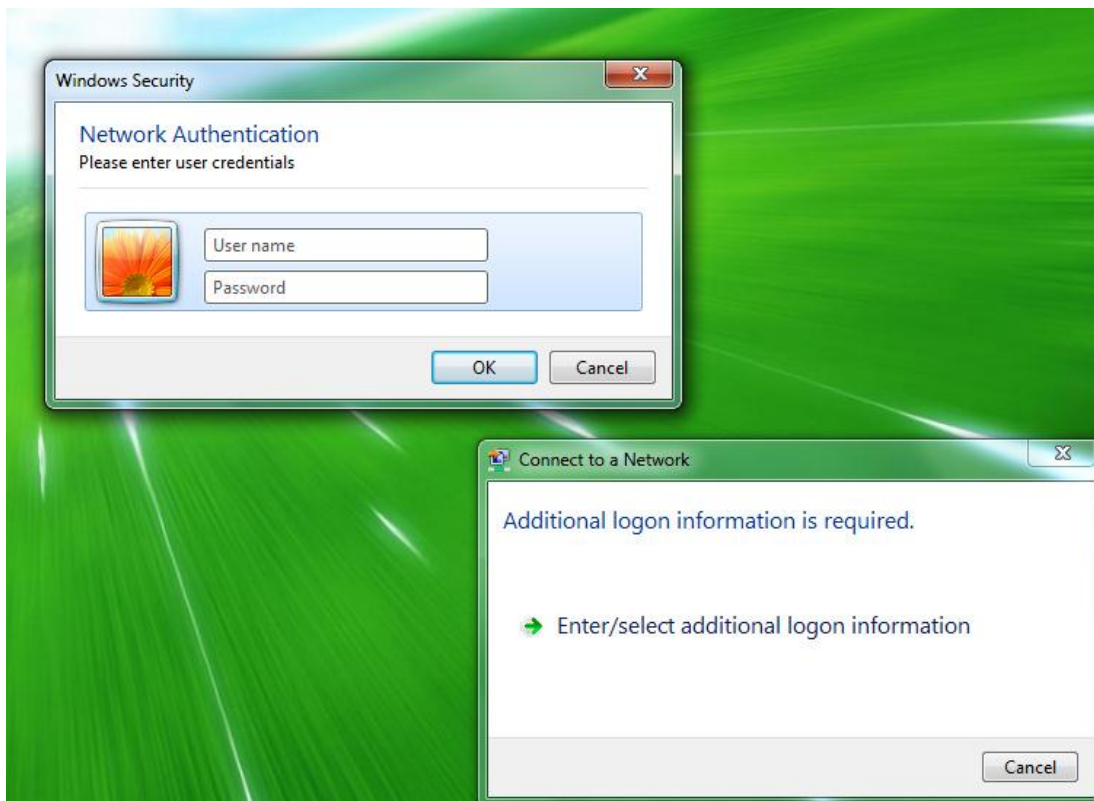 Windows Security
Network Authentication
Please enter user credentials
User name
Password
OK Cancel
Connect to a Network
Additional logon information is required.
Enter/select additional logon information
Cancel